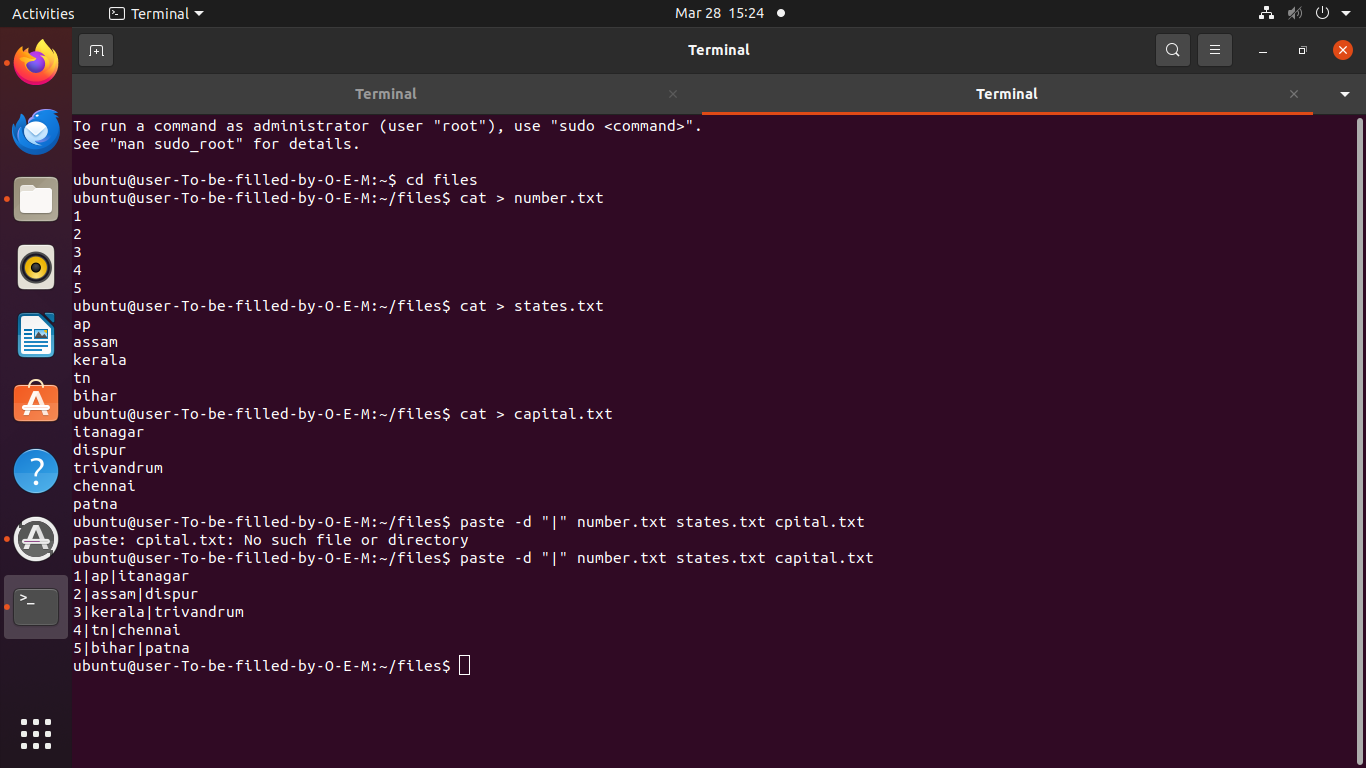 Activities
Terminal
Mar 28 15:24
Terminal
Terminal
Terminal
To run a command as administrator (user "root"), use "sudo <command>".
See "man sudo_root" for details.
ubuntu@user-To-be-filled-by-O-E-M:~$ cd files
ubuntu@user-To-be-filled-by-O-E-M:~/files$ cat > number.txt
1
2
3
4
5
ubuntu@user-To-be-filled-by-O-E-M:~/files$ cat > states.txt
ap
assam
kerala
tn
bihar
ubuntu@user-To-be-filled-by-O-E-M:~/files$ cat > capital.txt
itanagar
dispur
trivandrum
chennai
patna
ubuntu@user-To-be-filled-by-O-E-M:~/files$ paste -d "|" number.txt states.txt cpital.txt
paste: cpital.txt: No such file or directory
ubuntu@user-To-be-filled-by-O-E-M:~/files$ paste -d "|" number.txt states.txt capital.txt
1|ap|itanagar
2|assam|dispur
3|kerala|trivandrum
4|tn|chennai
5|bihar|patna
ubuntu@user-To-be-filled-by-O-E-M:~/files$